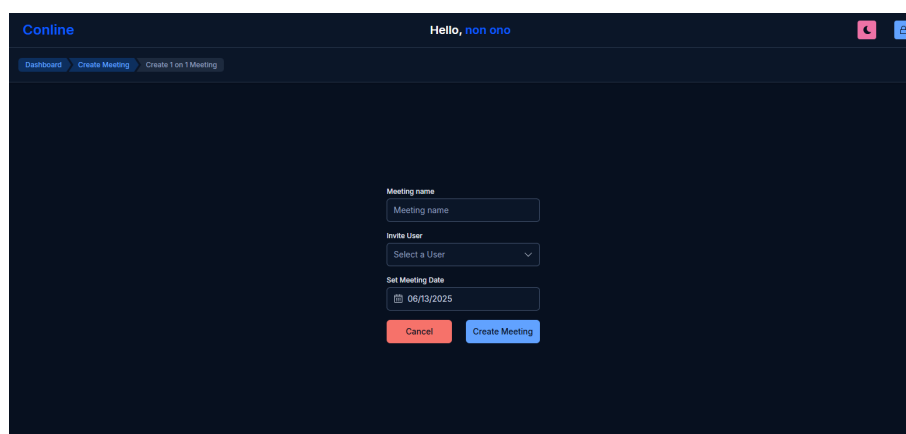 Conline
Hello, non ono
Dashboard Create Meeting Create 1 on 1 Meeting
Meeting name
Meeting name
Invite User
Select a User
Set Meeting Date
06/13/2025
Cancel Create Meeting